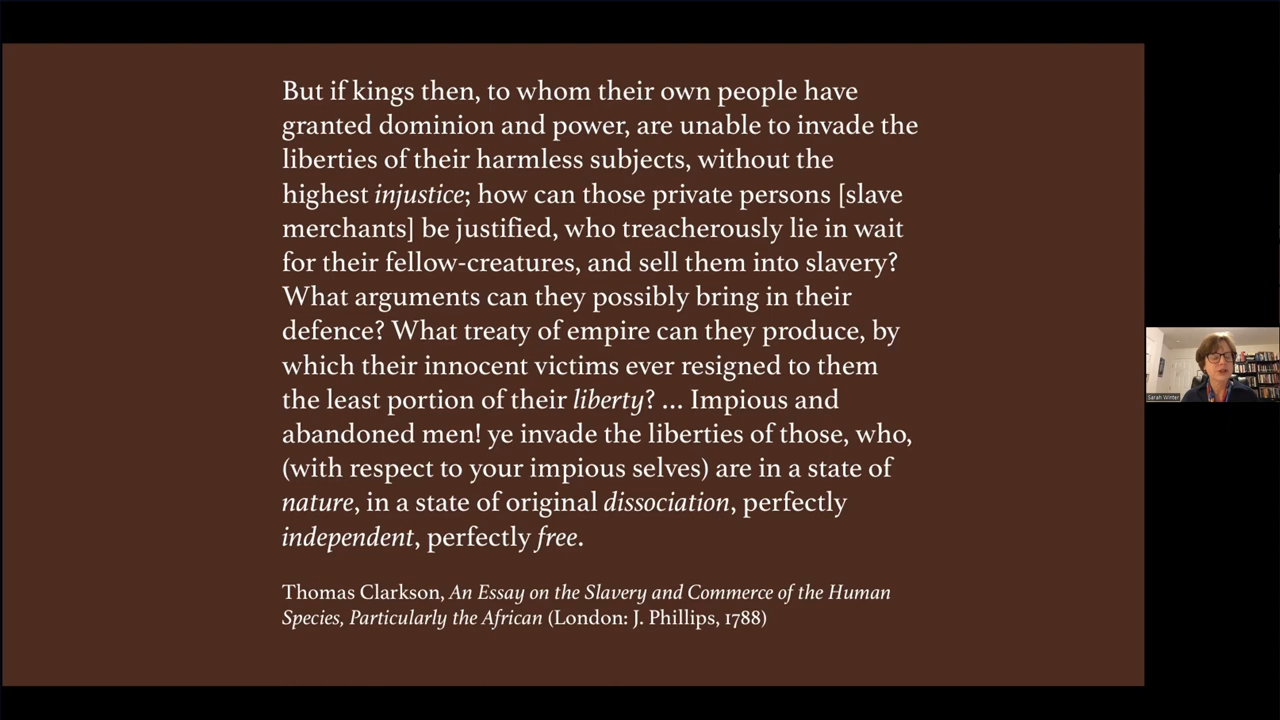 But if kings then, to whom their own people have
granted dominion and power, are unable to invade the
liberties of their harmless subjects, without the
highest injustice; how can those private persons [slave
merchants] be justified, who treacherously lie in wait
for their fellow-creatures, and sell them into slavery?
What arguments can they possibly bring in their
defence? What treaty of empire can they produce, by
which their innocent victims ever resigned to them
the least portion of their liberty? ... Impious and
abandoned men! ye invade the liberties of those, who,
(with respect to your impious selves) are in a state of
nature, in a state of original dissociation, perfectly
independent, perfectly free.
Thomas Clarkson, An Essay on the Slavery and Commerce of the Human
Species, Particularly the African (London: J. Phillips, 1788)
Sarah Winter